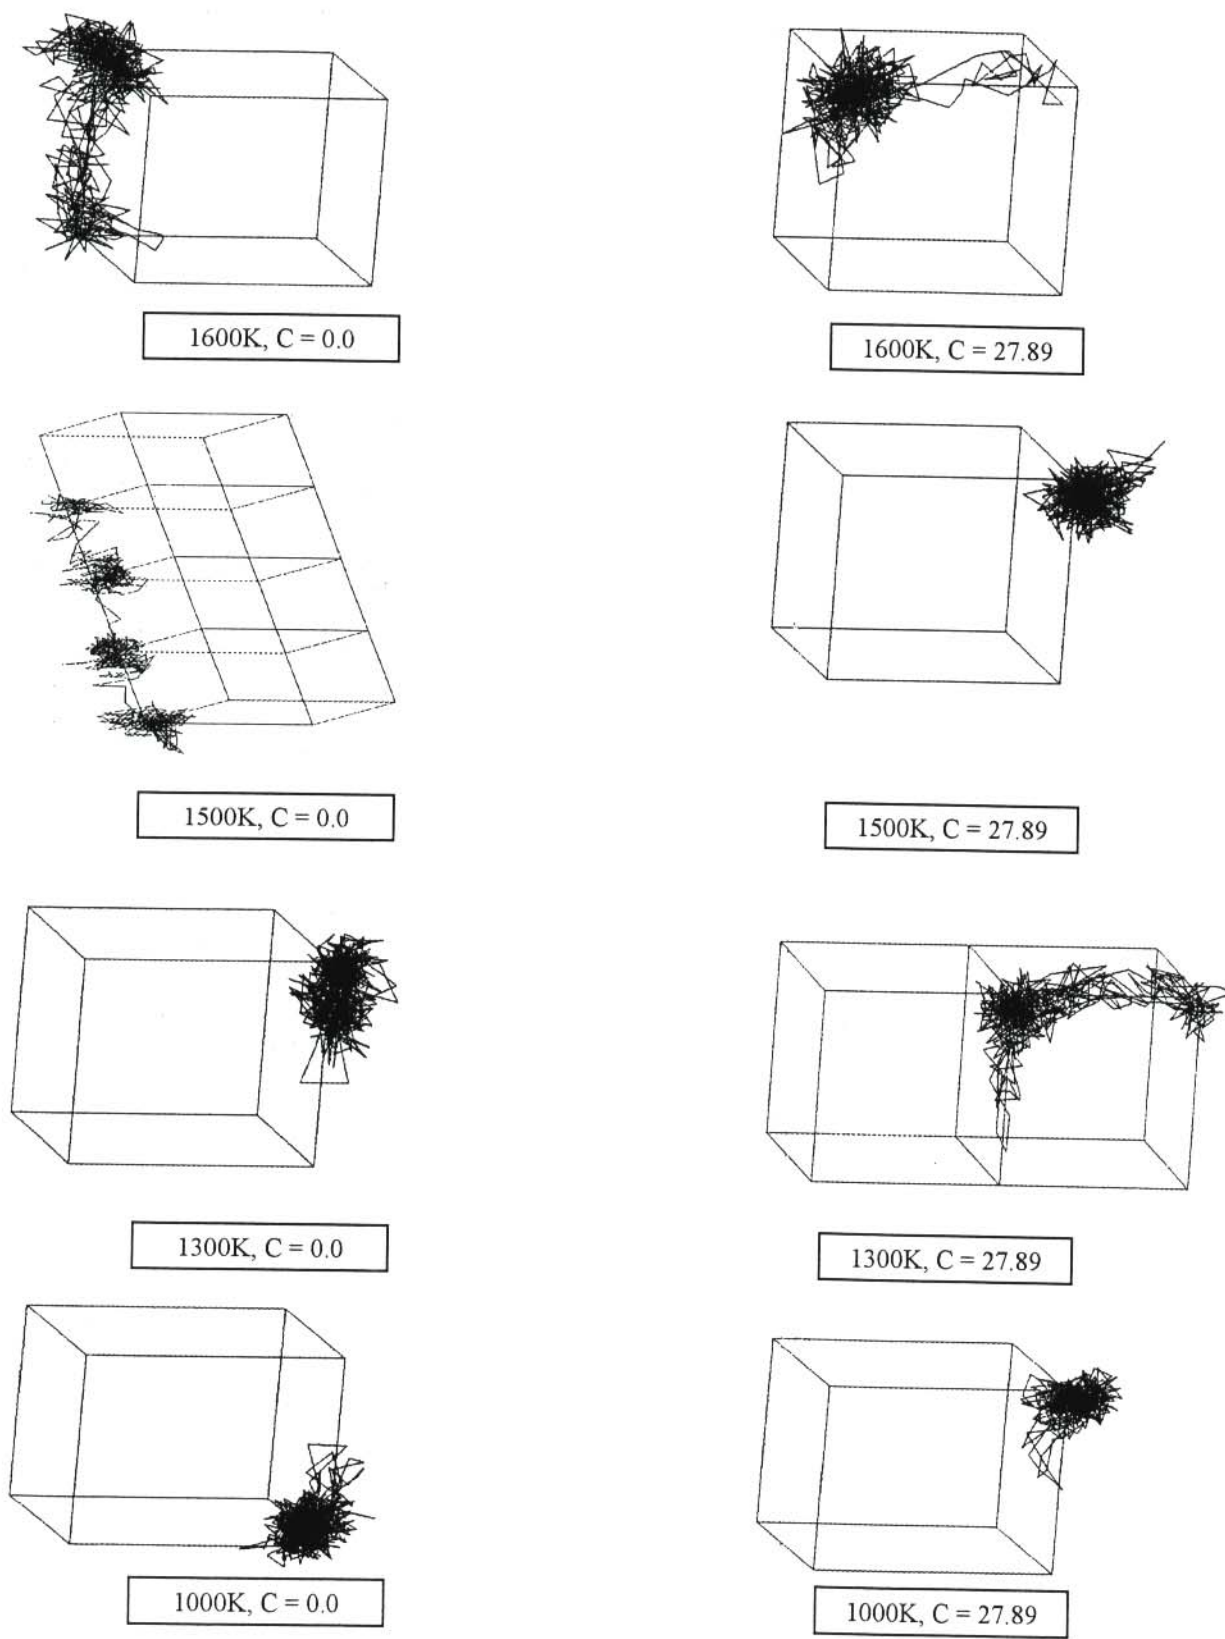 1600K, C = 0.0
1600K, C = 27.89
1500K, C = 0.0
1500K, C = 27.89
1300K, C = 0.0
1300K, C = 27.89
1000K, C = 0.0
1000K, C = 27.89